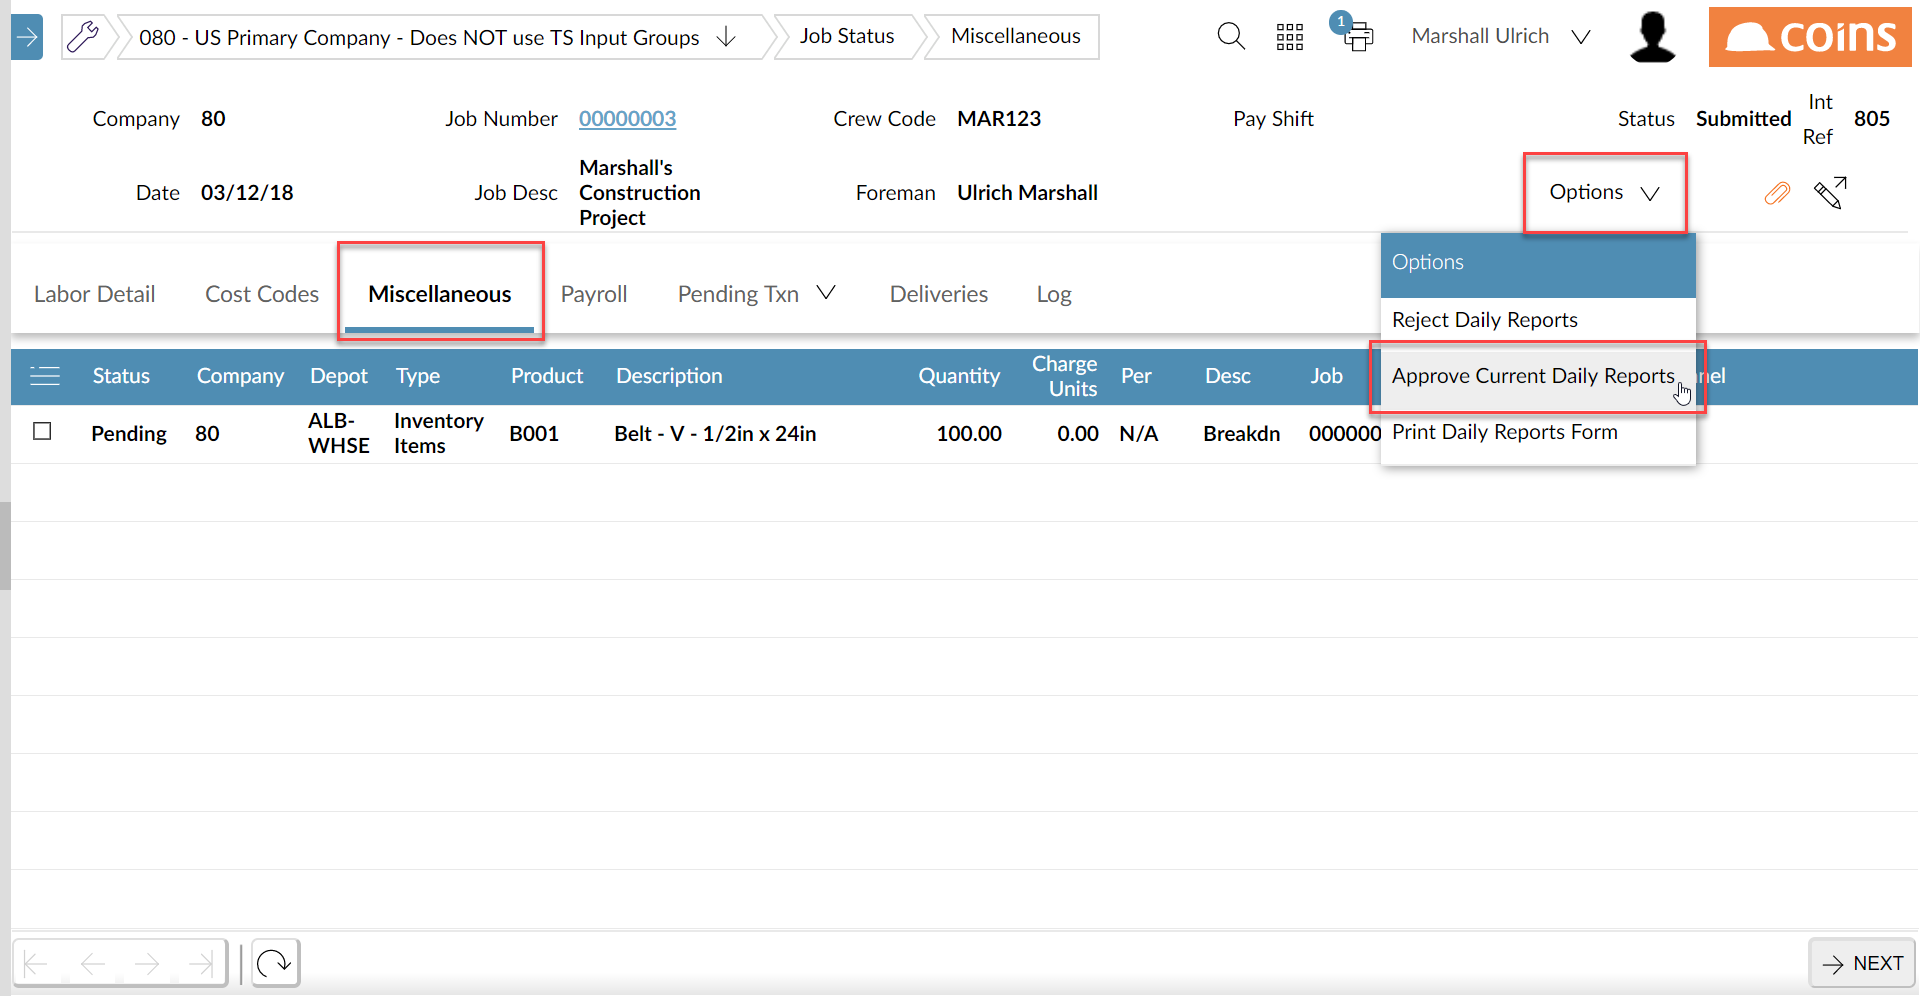 080 - US Primary Company - Does NOT use TS Input Groups
Job Status
Miscellaneous
1
Marshall Ulrich
coins
Company 80
Job Number 00000003
Crew Code MAR123
Pay Shift
Status Submitted
Int
Ref
805
Date 03/12/18
Job Desc
Marshall's
Construction
Project
Foreman Ulrich Marshall
Options
Labor Detail
Cost Codes
Miscellaneous
Payroll
Pending Txn
Deliveries
Log
Options
Reject Daily Reports
Approve Current Daily Reports
Print Daily Reports Form
Status
Company
Depot
Type
Product
Description
Quantity
Charge
Units
Per
Desc
Job
Pending
80
ALB-
WHSE
Inventory
Items
B001
Belt - V - 1/2in x 24in
100.00
0.00
N/A
Breakdn
000000
NEXT